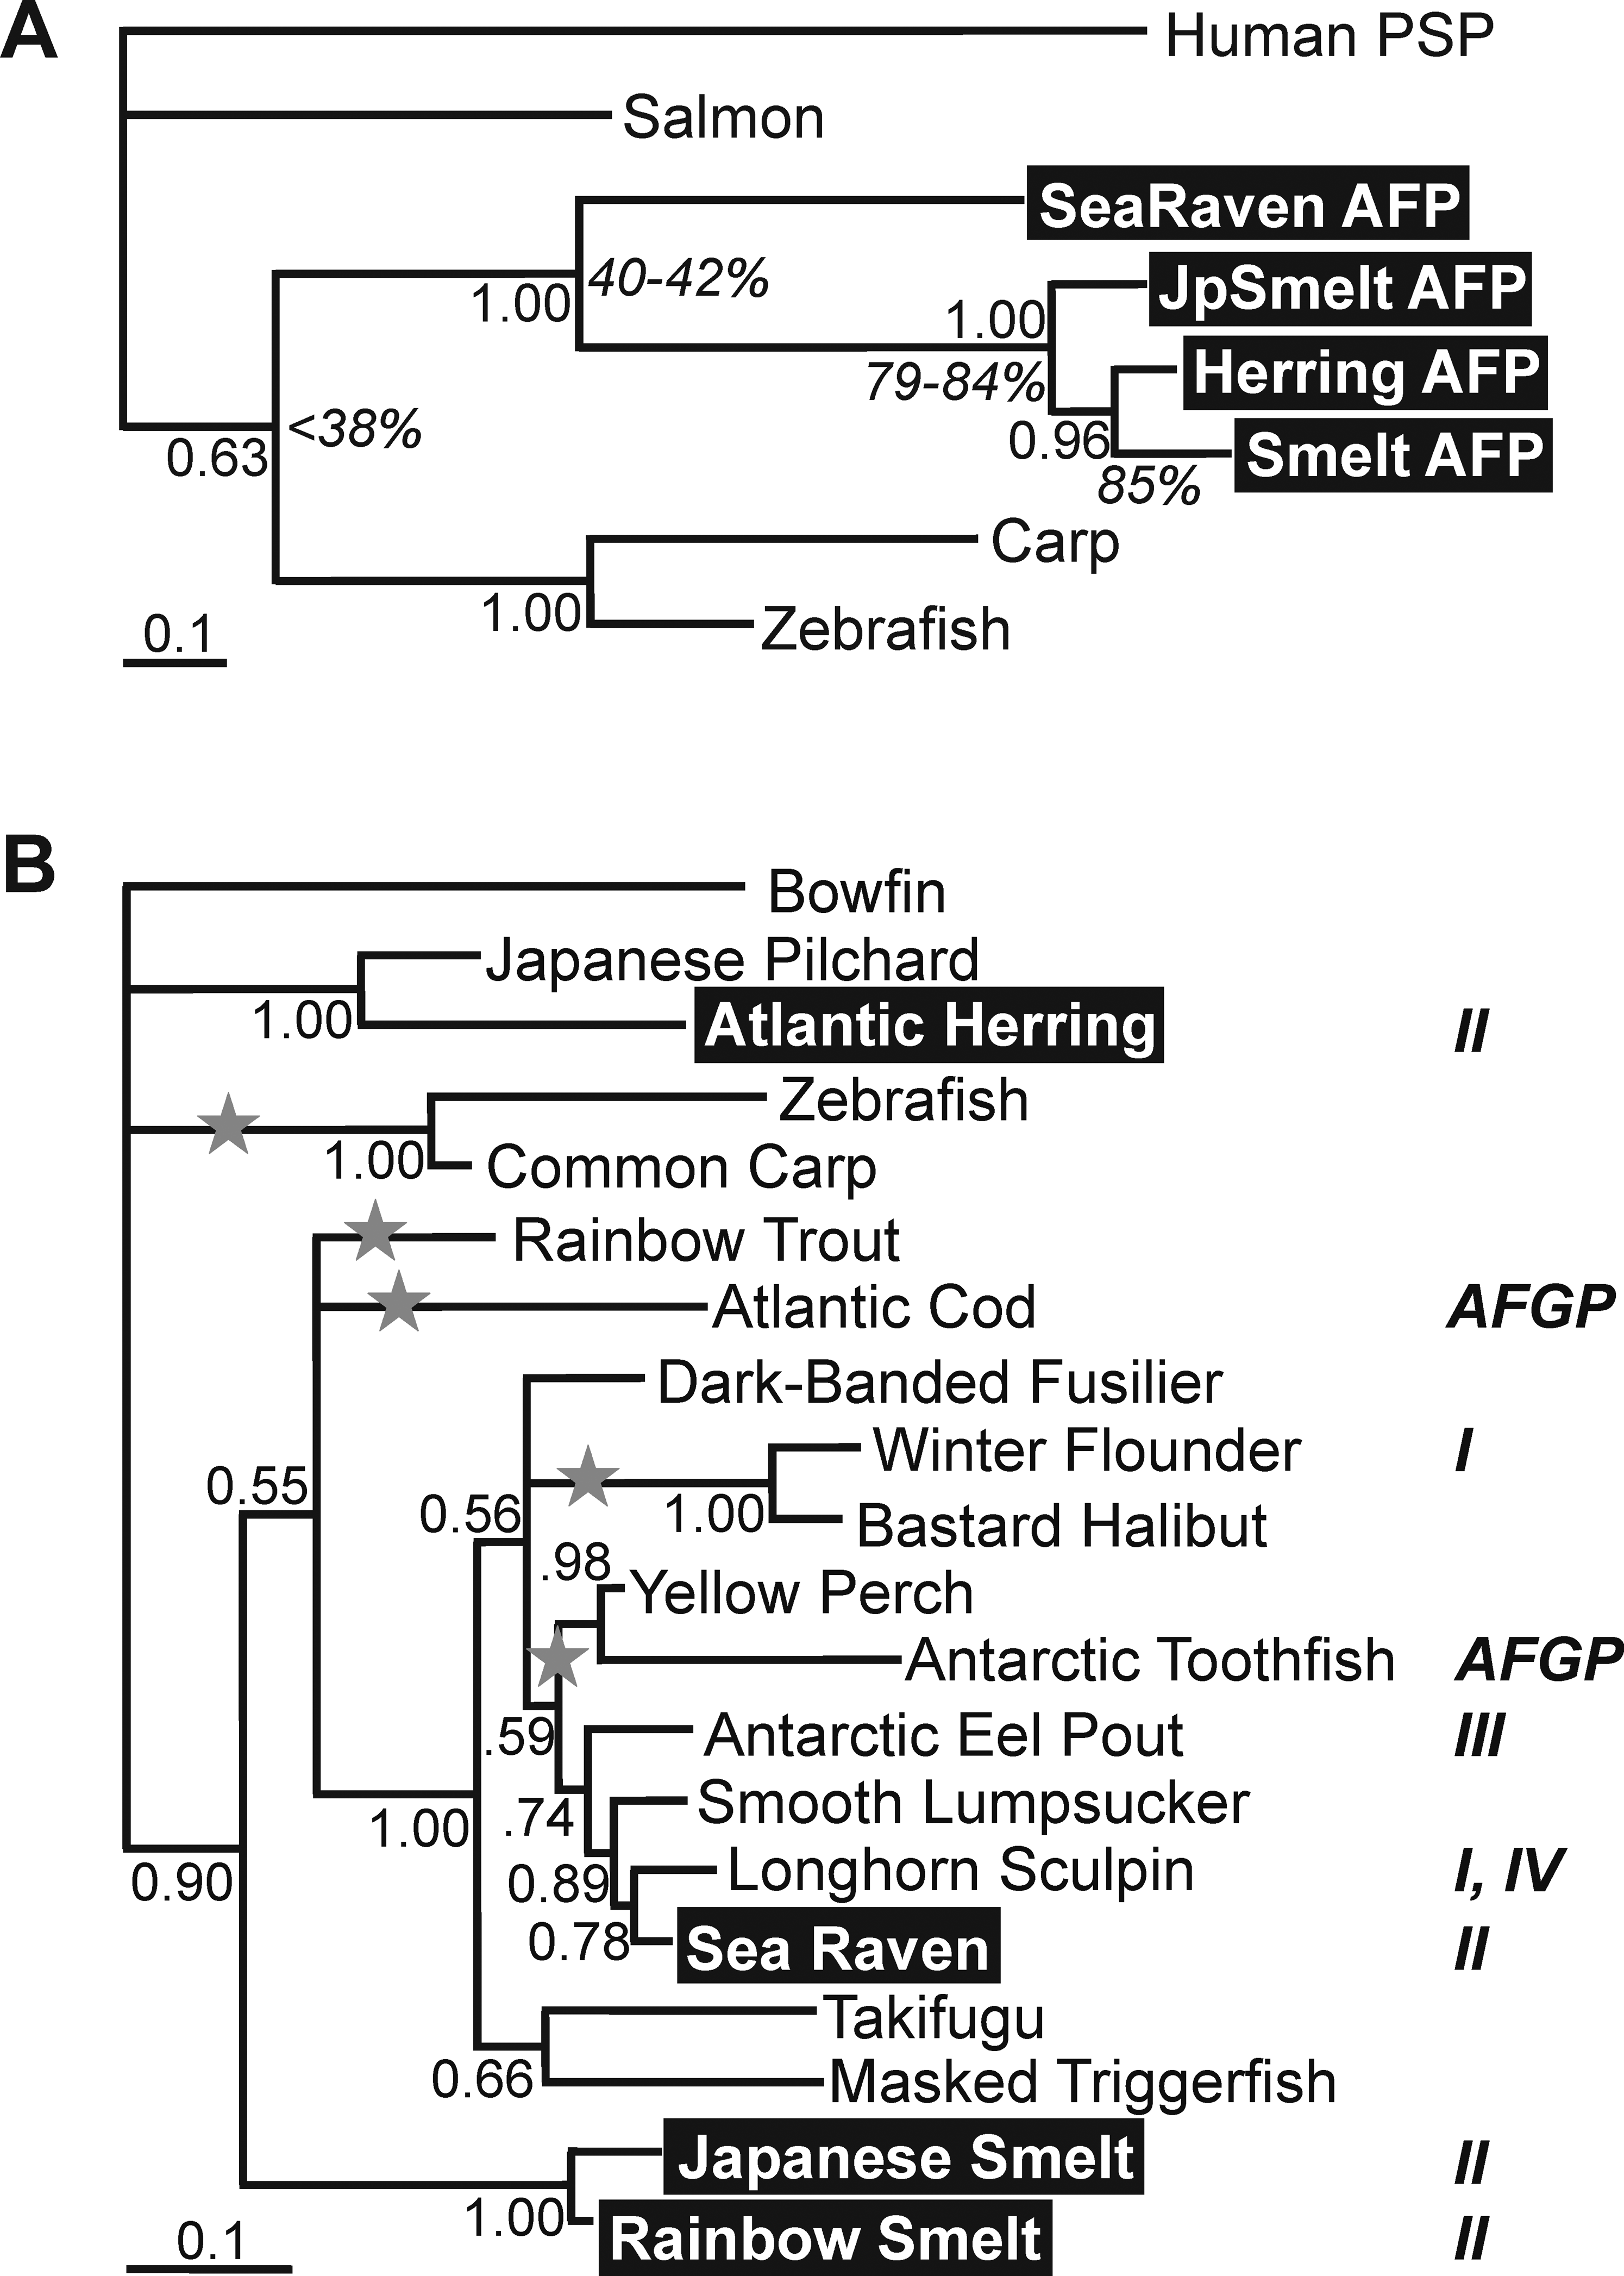 A
Human PSP
Salmon
SeaRaven AFP
40-42%
1.00
JpSmelt AFP
1.00
79-84%
Herring AFP
<38%
0.63
0.96
Smelt AFP
85%
Carp
1.00
Zebrafish
0.1
B
Bowfin
Japanese Pilchard
1.00
Atlantic Herring II
Zebrafish
1.00
Common Carp
Rainbow Trout
Atlantic Cod AFGP
Dark-Banded Fusilier
Winter Flounder I
0.55
0.56
1.00
Bastard Halibut
.98
Yellow Perch
Antarctic Toothfish AFGP
.59
Antarctic Eel Pout III
Smooth Lumpsucker
.74
1.00
Longhorn Sculpin I, IV
0.90
0.89
0.78
Sea Raven II
Takifugu
0.66
Masked Triggerfish
Japanese Smelt II
1.00
Rainbow Smelt II
0.1